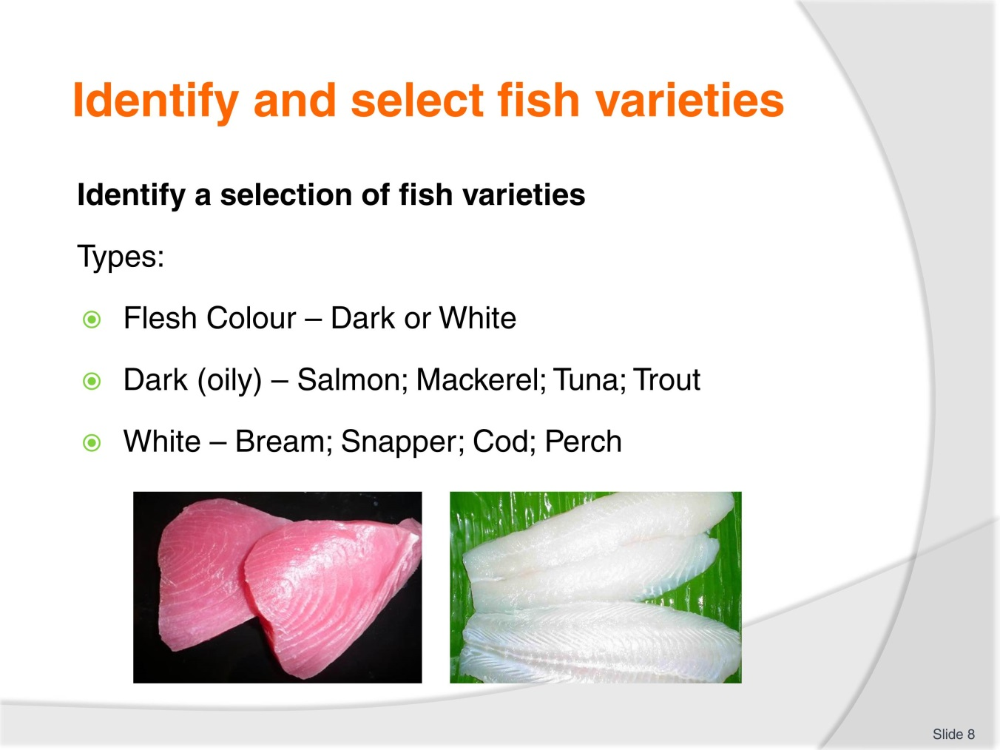 Identify and select fish varieties
Identify a selection of fish varieties
Types:
Flesh Colour – Dark or White
Dark (oily) – Salmon; Mackerel; Tuna; Trout
White – Bream; Snapper; Cod; Perch
Slide 8